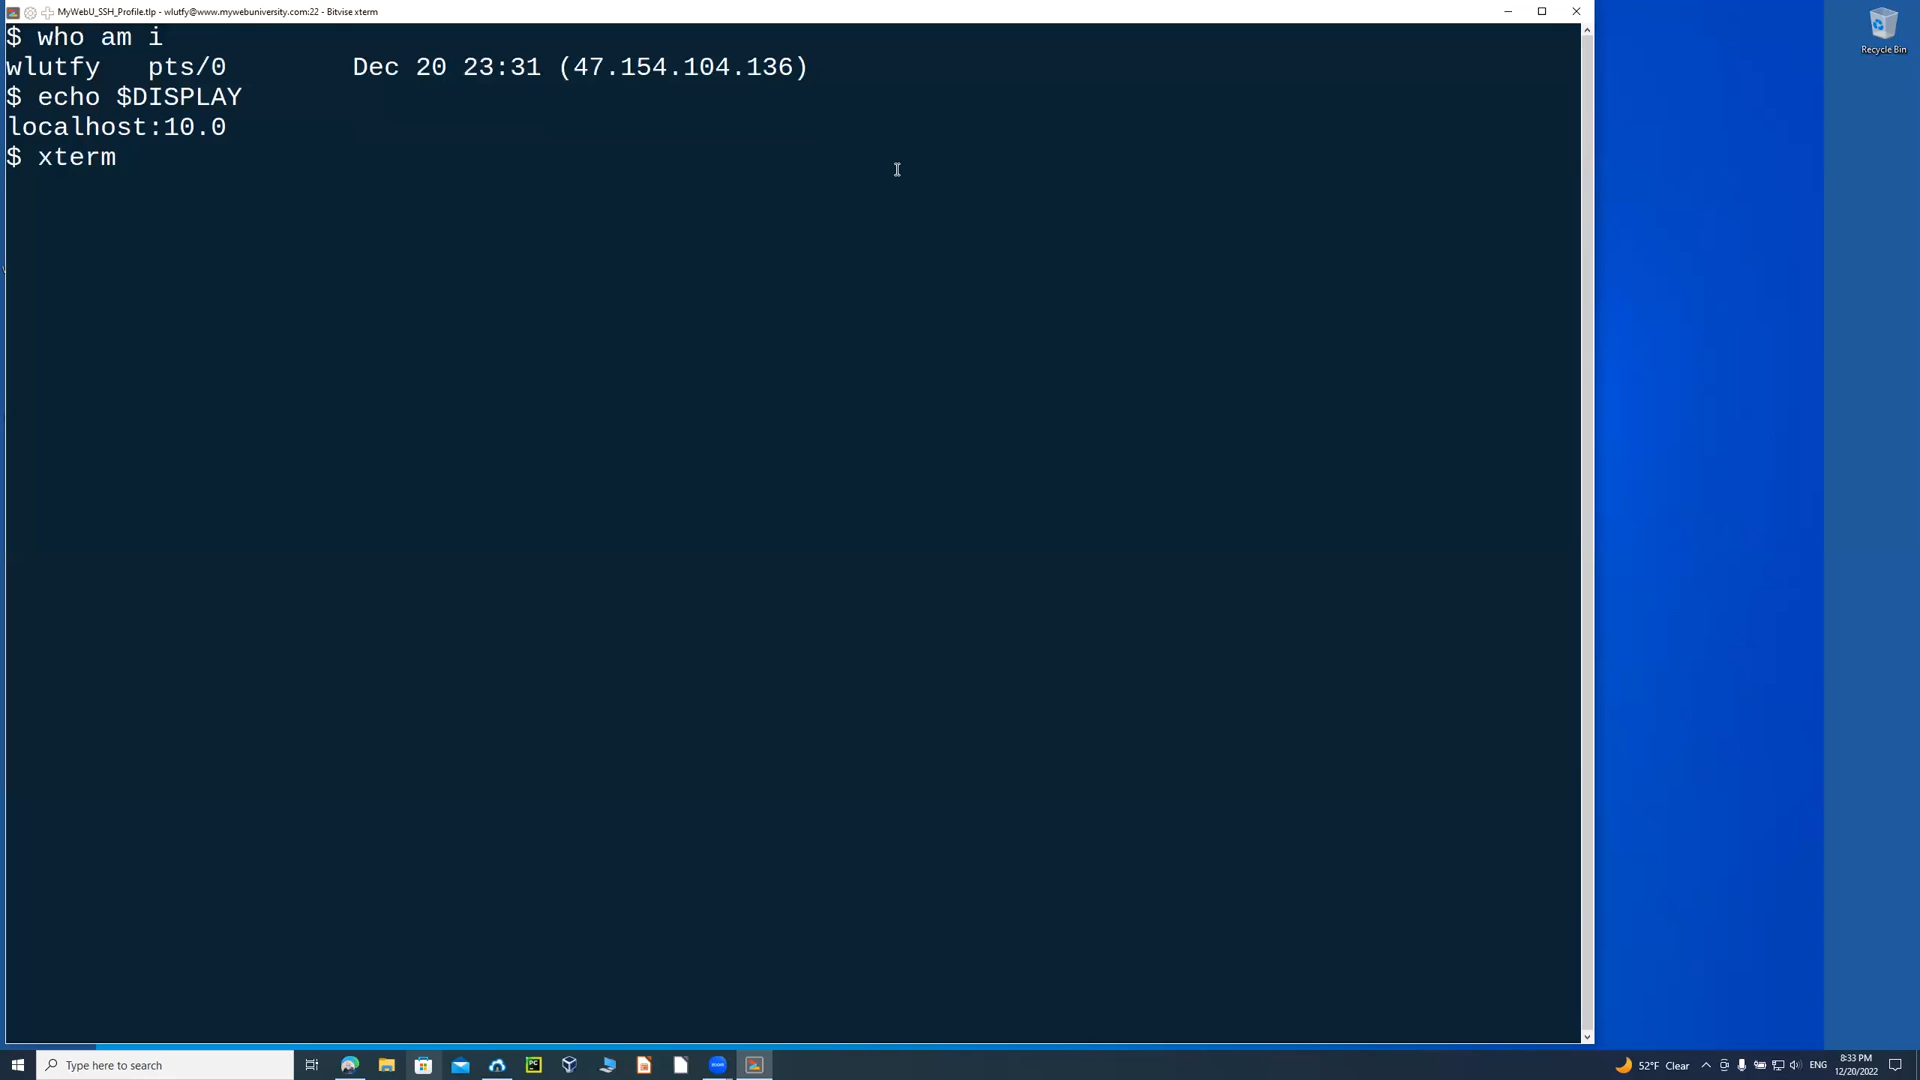 MyWebU_SSH_Profile.tlp - wlutfy@www.mywebuniversity.com:22 - Bitvise xterm
$ who am i
wlutfy   pts/0        Dec 20 23:31 (47.154.104.136)
$ echo $DISPLAY
localhost:10.0
$ xterm
Recycle Bin
Type here to search
PC
zoom
52°F Clear
ENG
8:33 PM
12/20/2022